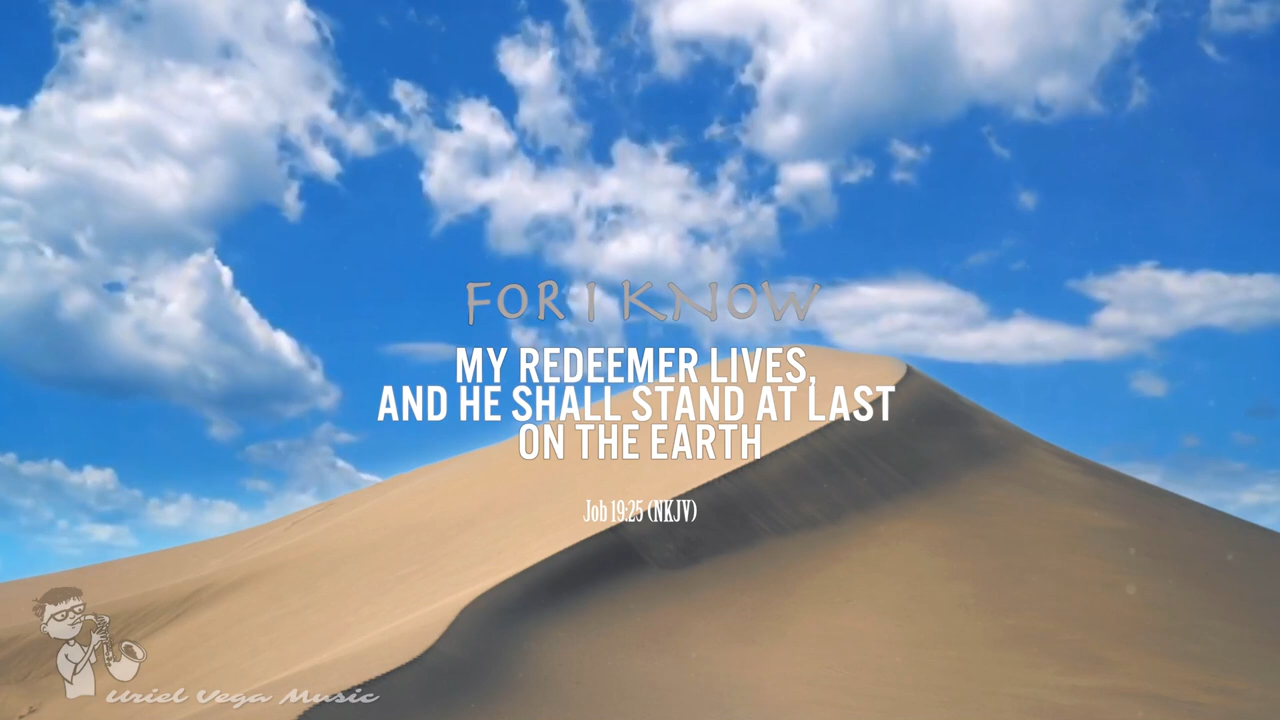 FOR I KNOW
MY REDEEMER LIVES,
AND HE SHALL STAND AT LAST
ON THE EARTH
Job 19:25 (NKJV)
Uriel Vega Music